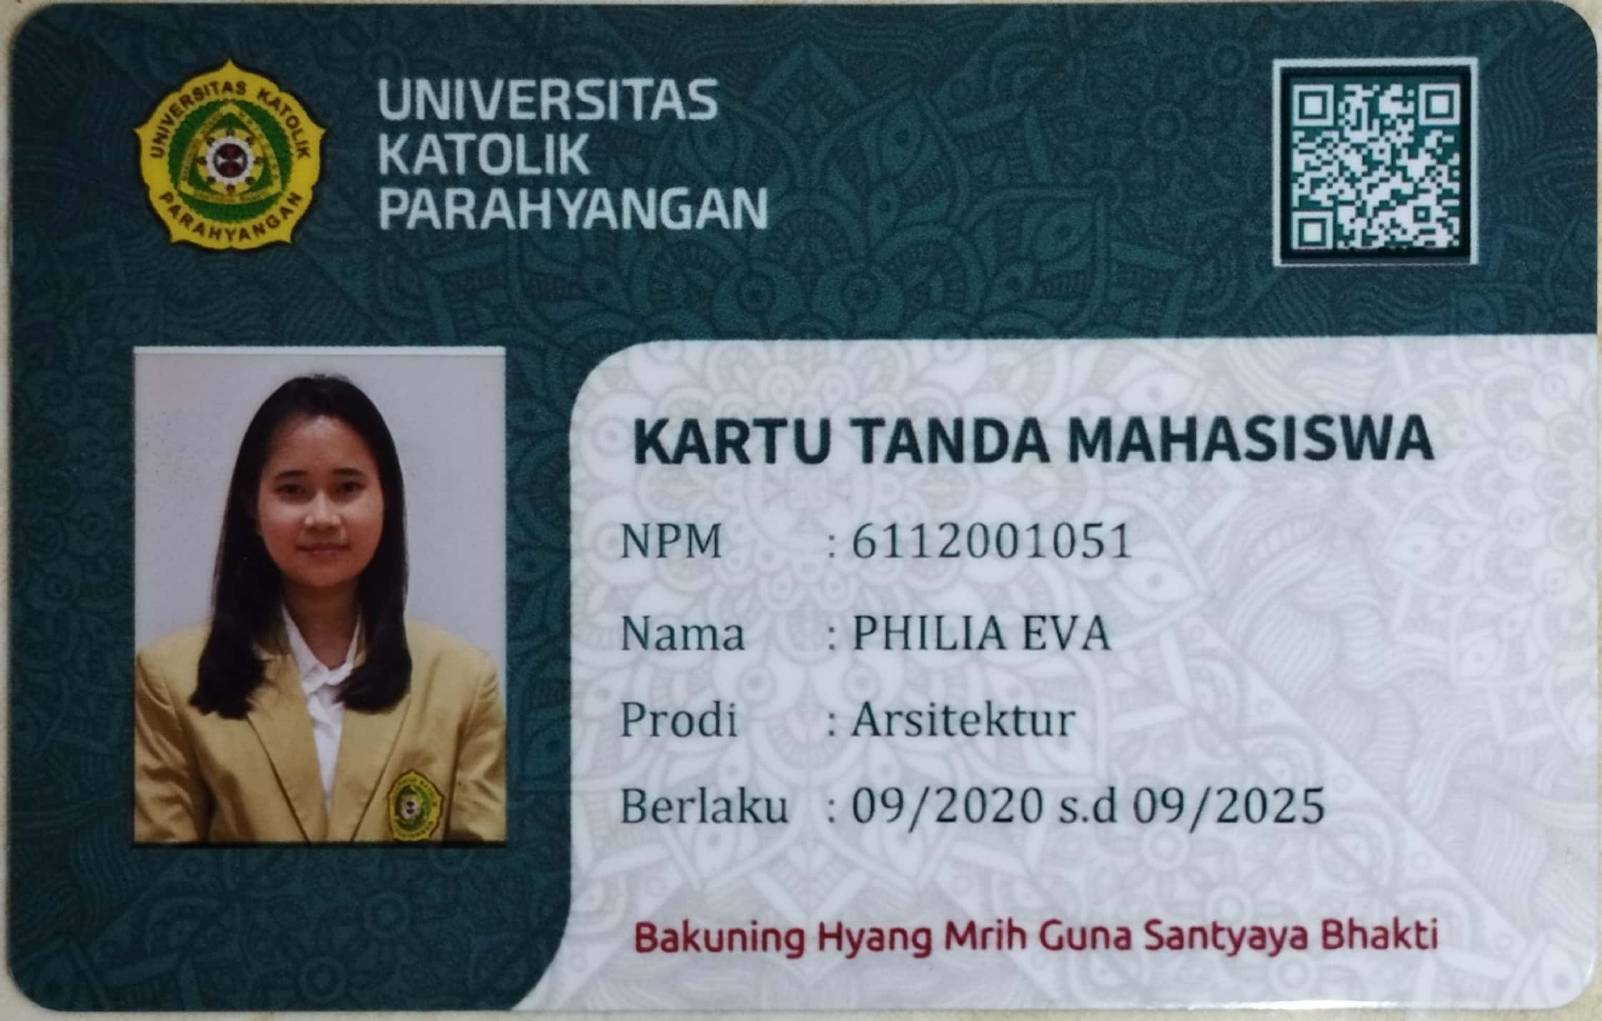 UNIVERSITAS
KATOLIK
PARAHYANGAN
UNIVERSITAS KATOLIK
PARAHYANGAN
KARTU TANDA MAHASISWA
NPM : 6112001051
Nama : PHILIA EVA
Prodi : Arsitektur
Berlaku : 09/2020 s.d 09/2025
Bakuning Hyang Mrih Guna Santyaya Bhakti